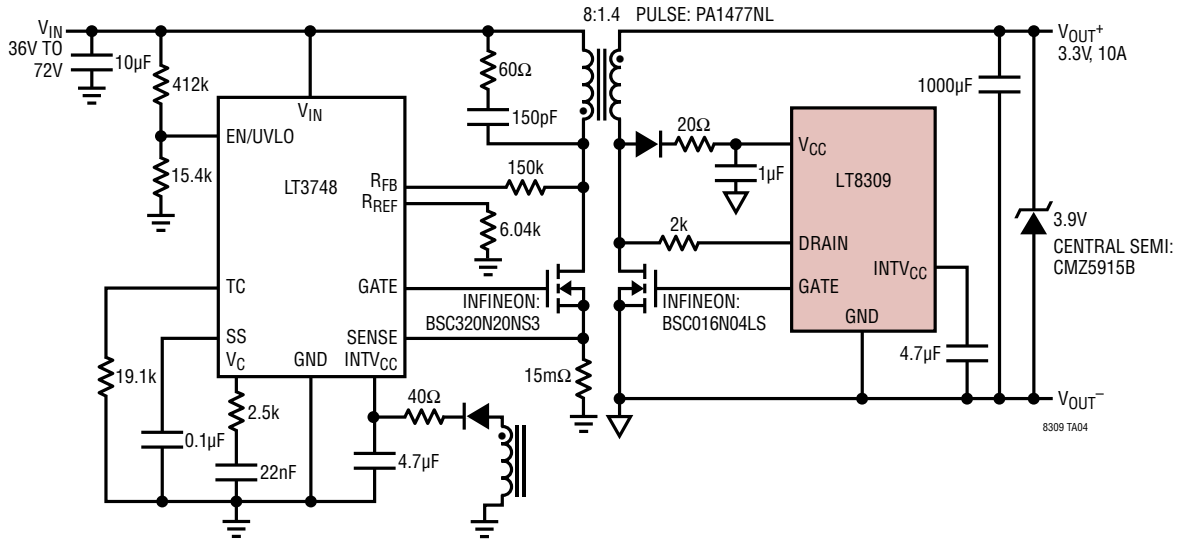 8:1.4 PULSE: PA1477NL
VIN
36V TO
72V
10µF
412k
15.4k
VIN
EN/UVLO
LT3748
RFB
RREF
TC
GATE
SS
SENSE
VC
GND
INTVCC
60Ω
150pF
150k
6.04k
INFINEON:
BSC320N20NS3
15mΩ
19.1k
0.1µF
2.5k
22nF
40Ω
4.7µF
20Ω
1µF
2k
INFINEON:
BSC016N04LS
VCC
LT8309
DRAIN
INTVCC
GATE
GND
4.7µF
1000µF
VOUT+
3.3V, 10A
3.9V
CENTRAL SEMI:
CMZ5915B
VOUT–
8309 TA04